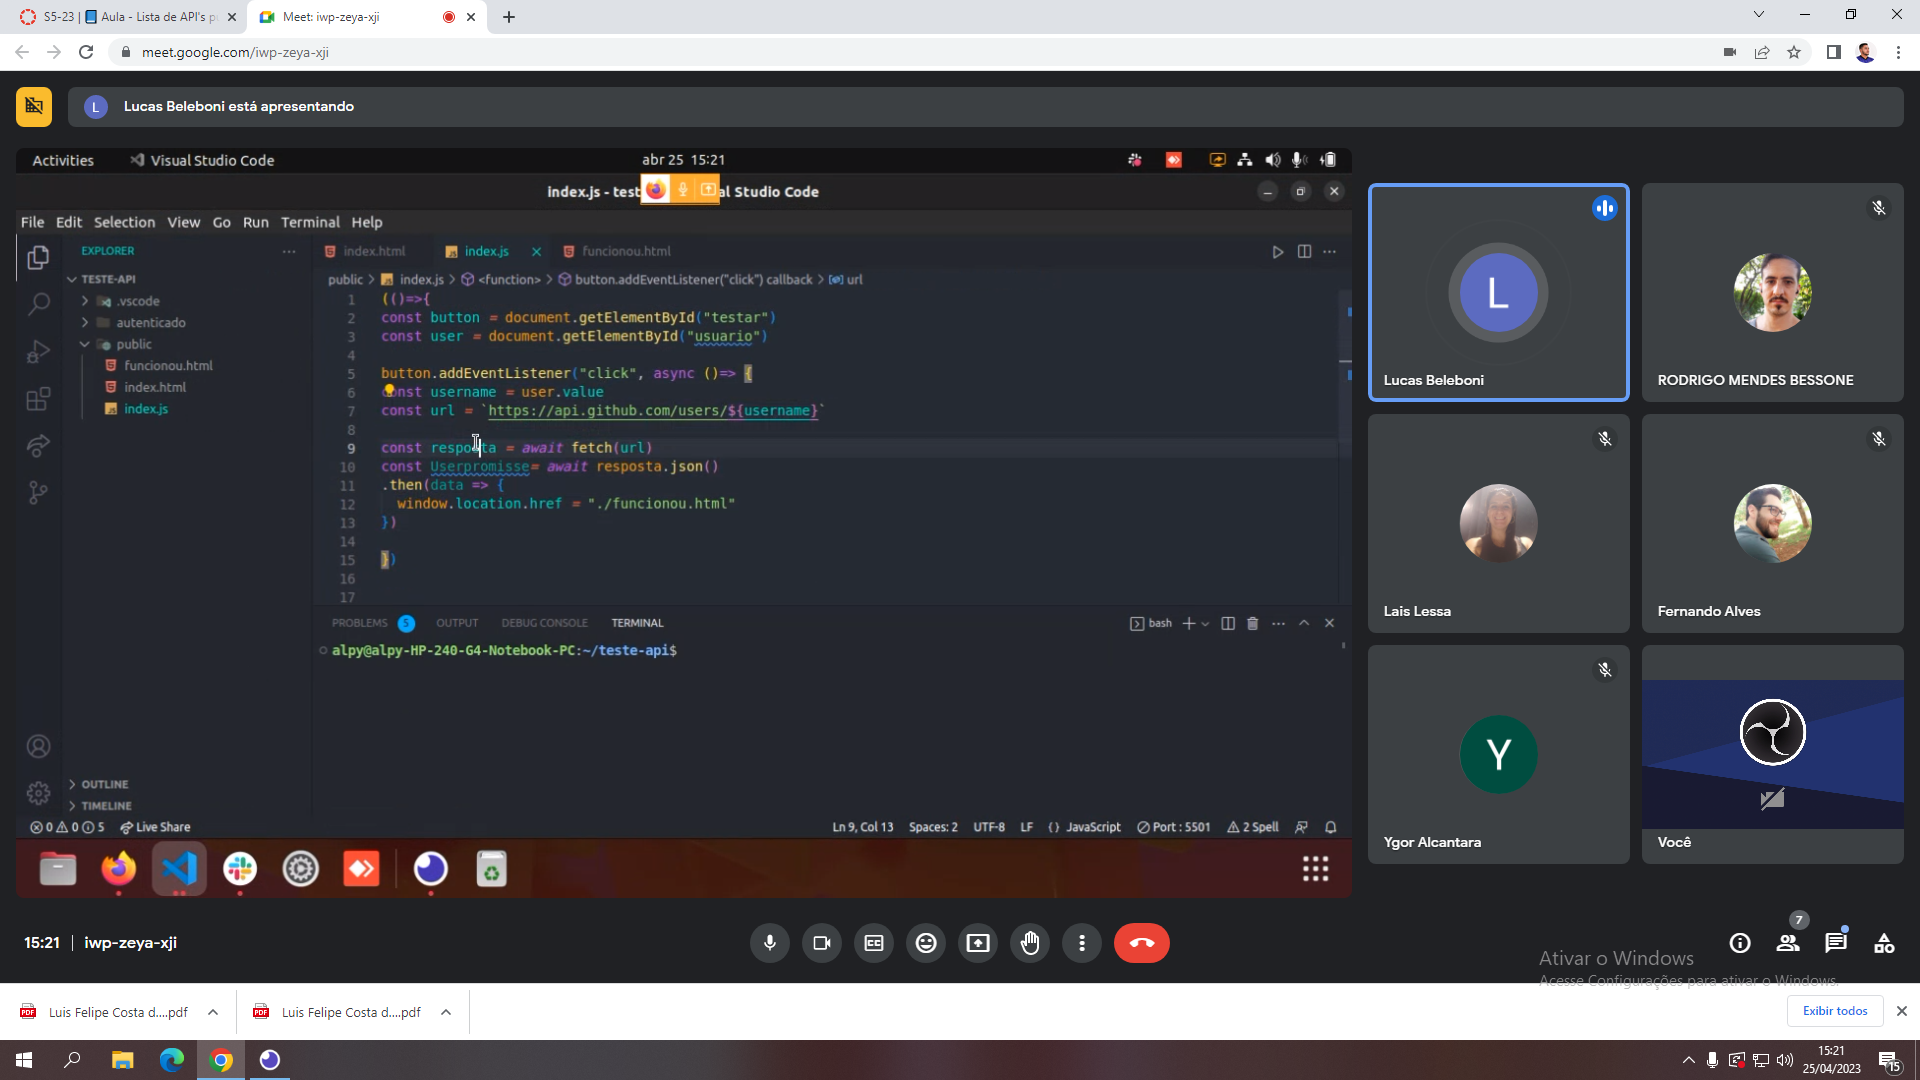 S5-23 | Aula - Lista de API's p
Meet: iwp-zeya-xji
meet.google.com/iwp-zeya-xji
L
Lucas Beleboni está apresentando
Activities
Visual Studio Code
abr 25 15:21
index.js - test
al Studio Code
File Edit Selection View Go Run Terminal Help
EXPLORER
TESTE-API
.vscode
autenticado
public
funcionou.html
index.html
index.js
OUTLINE
TIMELINE
index.html
index.js
funcionou.html
public > index.js > <function> > button.addEventListener("click") callback > url
1 (()=>{
2 const button = document.getElementById("testar")
3 const user = document.getElementById("usuario")
4
5 button.addEventListener("click", async ()=> {
6 const username = user.value
7 const url = `https://api.github.com/users/${username}`
8
9 const resposta = await fetch(url)
10 const Userpromisse= await resposta.json()
11 .then(data => {
12 window.location.href = "./funcionou.html"
13 })
14
15 })
16
17
PROBLEMS 5 OUTPUT DEBUG CONSOLE TERMINAL
bash
alpy@alpy-HP-240-G4-Notebook-PC:~/teste-api$
0 0 5 Live Share
Ln 9, Col 13 Spaces: 2 UTF-8 LF {} JavaScript Port : 5501 2 Spell
L
Lucas Beleboni
RODRIGO MENDES BESSONE
Lais Lessa
Fernando Alves
Y
Ygor Alcantara
Você
15:21 | iwp-zeya-xji
7
Ativar o Windows
Acesse Configurações para ativar o Windows.
Luis Felipe Costa d....pdf
Luis Felipe Costa d....pdf
Exibir todos
15:21
25/04/2023
15